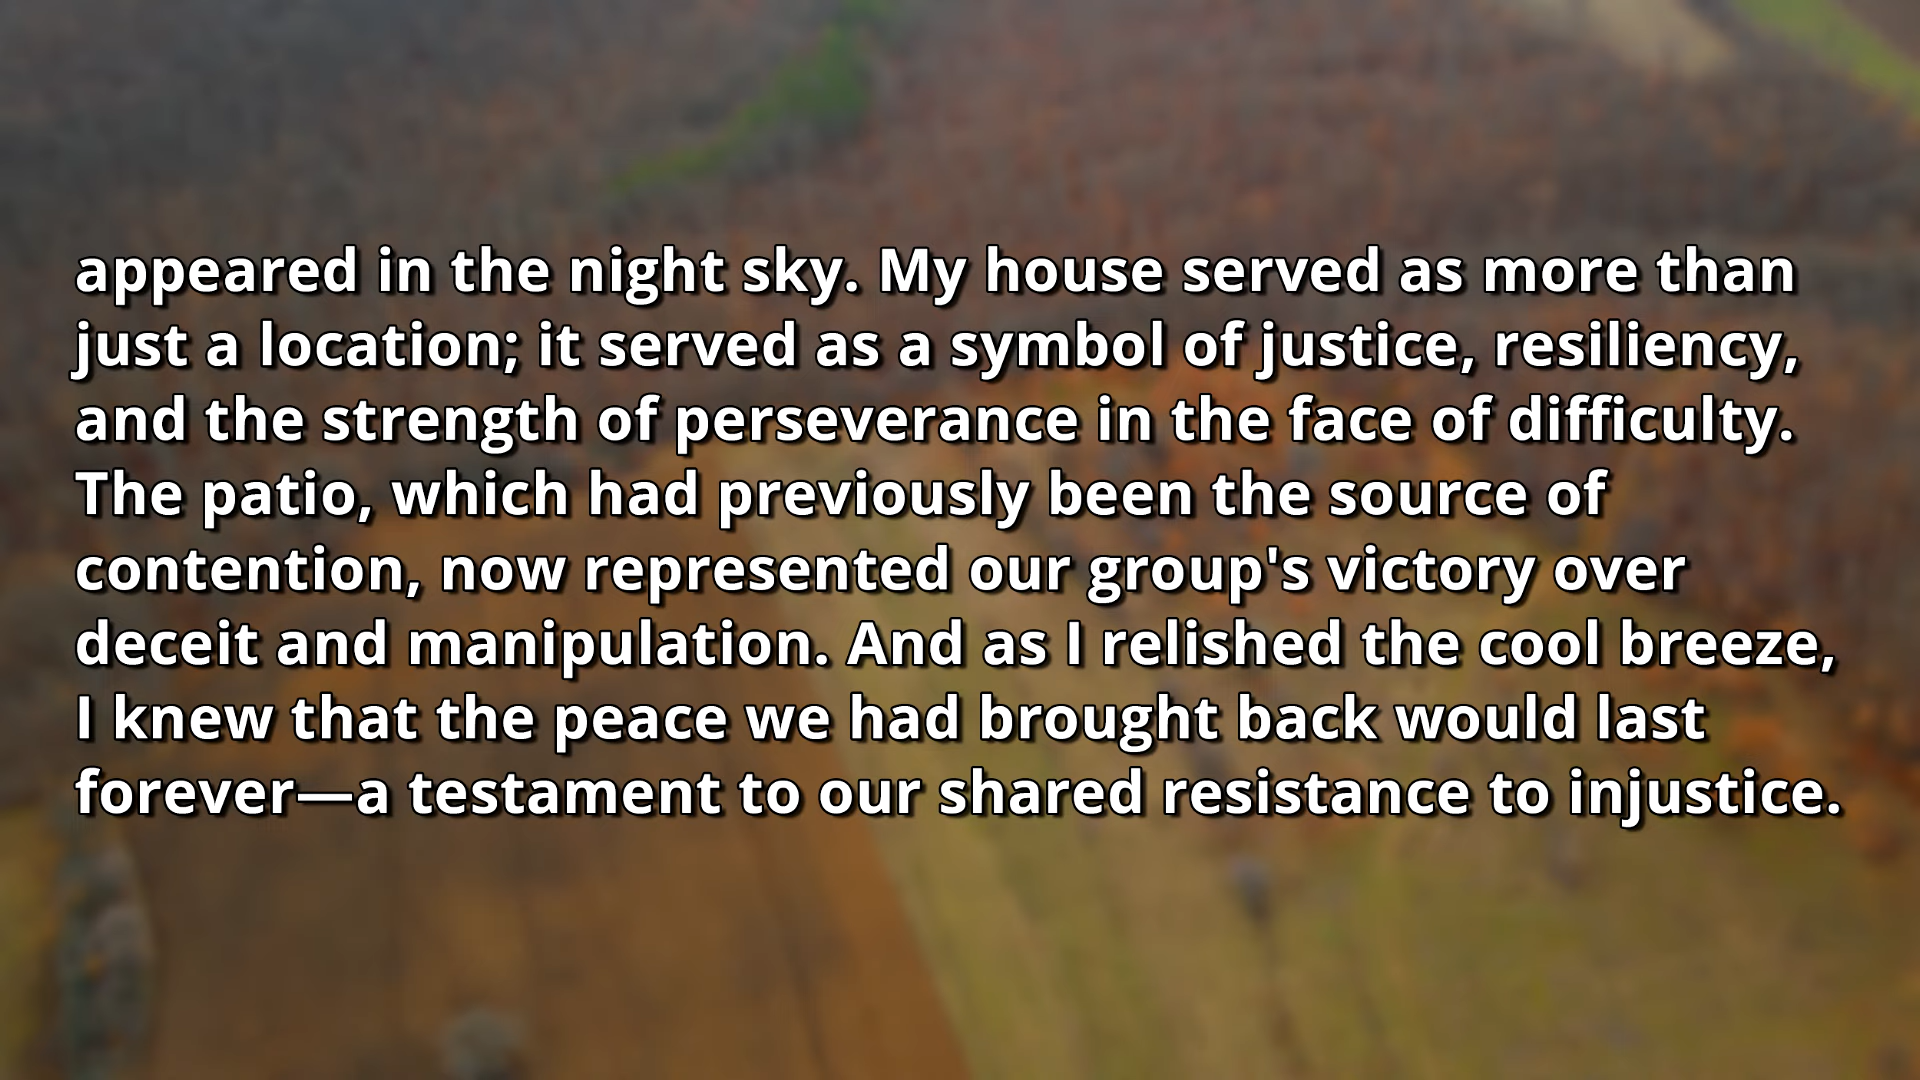 appeared in the night sky. My house served as more than
just a location; it served as a symbol of justice, resiliency,
and the strength of perseverance in the face of difficulty.
The patio, which had previously been the source of
contention, now represented our group's victory over
deceit and manipulation. And as I relished the cool breeze,
I knew that the peace we had brought back would last
forever—a testament to our shared resistance to injustice.